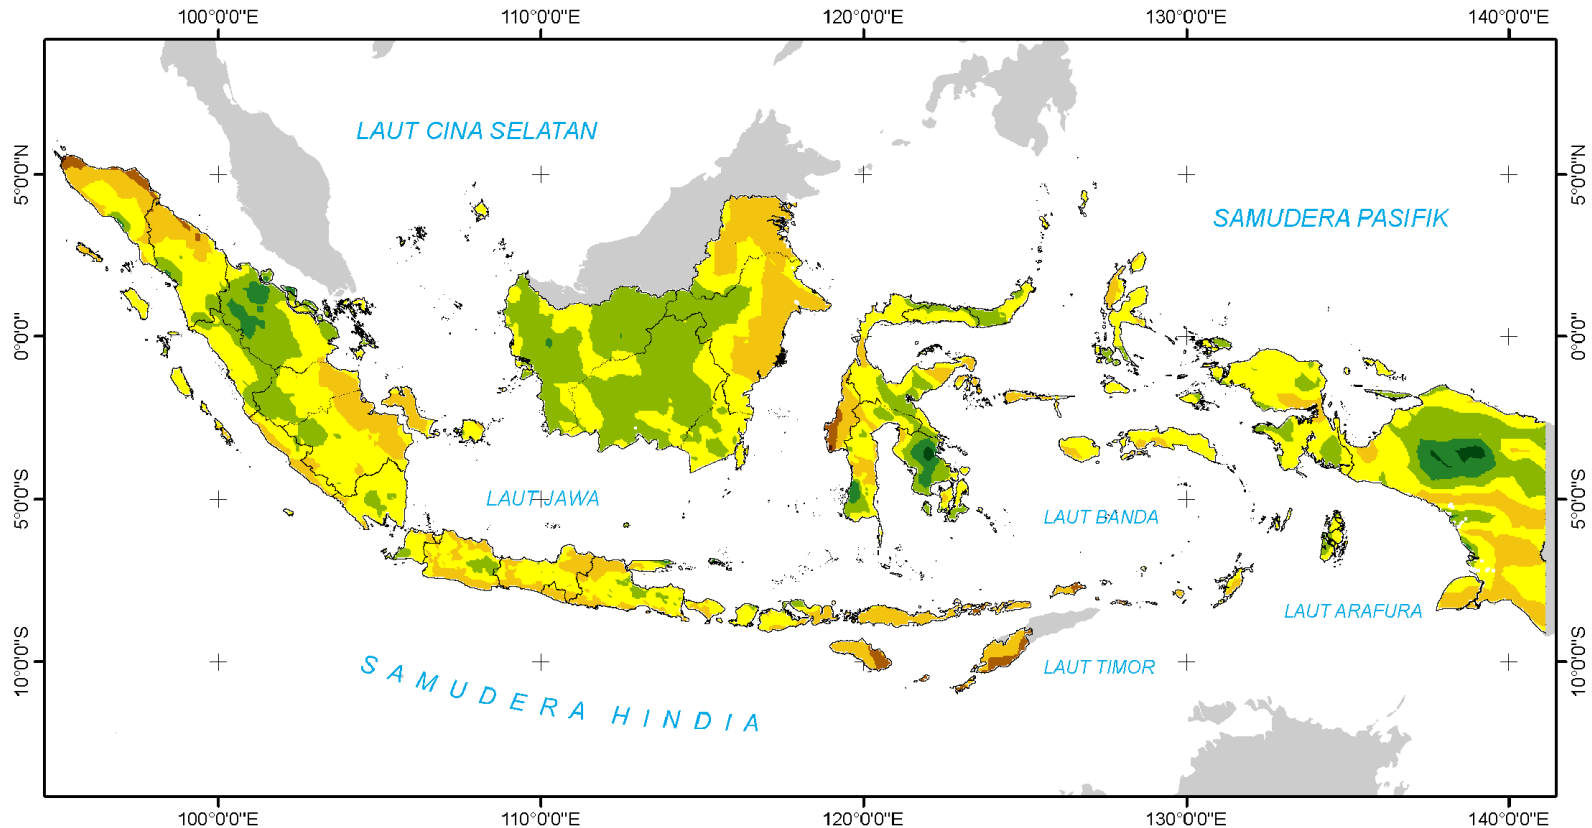 100°0'0"E 110°0'0"E 120°0'0"E 130°0'0"E 140°0'0"E
LAUT CINA SELATAN
5°0'0"N 5°0'0"N
SAMUDERA PASIFIK
0°0'0" 0°0'0"
LAUT JAWA
5°0'0"S 5°0'0"S
LAUT BANDA
LAUT ARAFURA
10°0'0"S 10°0'0"S
LAUT TIMOR
SAMUDERA HINDIA
100°0'0"E 110°0'0"E 120°0'0"E 130°0'0"E 140°0'0"E